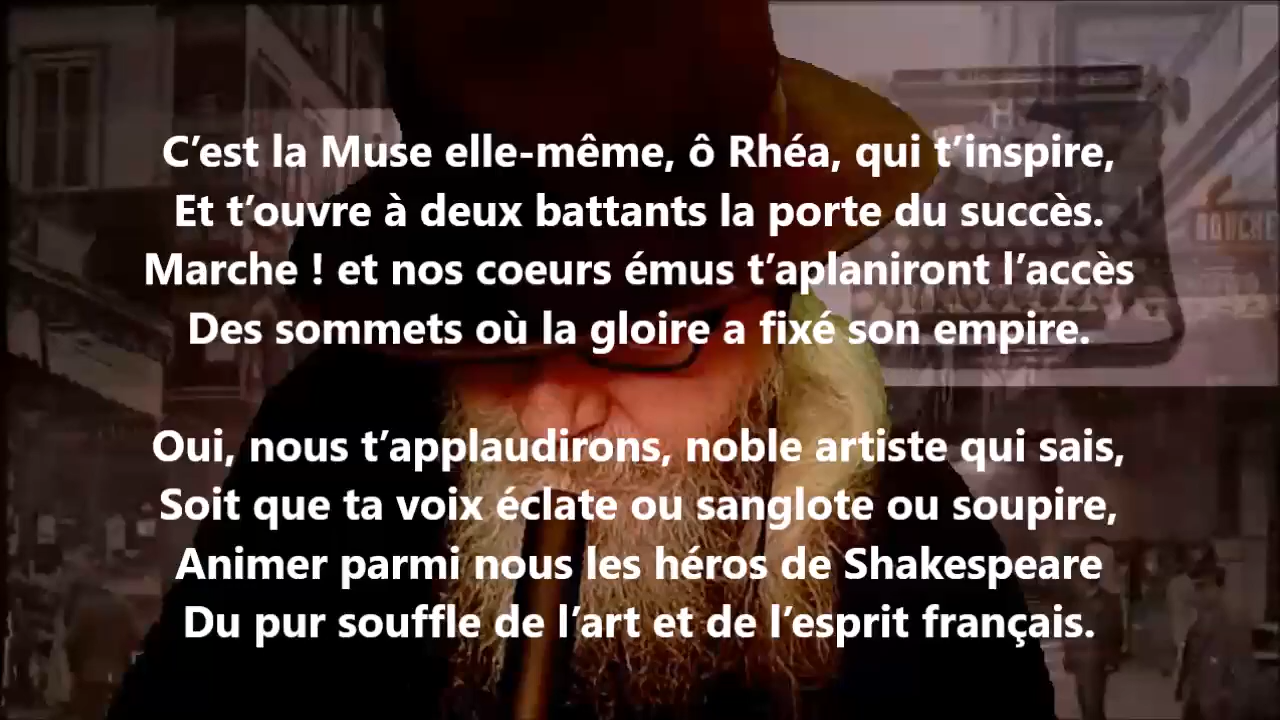 C’est la Muse elle-même, ô Rhéa, qui t’inspire,
Et t’ouvre à deux battants la porte du succès.
Marche ! et nos coeurs émus t’aplaniront l’accès
Des sommets où la gloire a fixé son empire.
Oui, nous t’applaudirons, noble artiste qui sais,
Soit que ta voix éclate ou sanglote ou soupire,
Animer parmi nous les héros de Shakespeare
Du pur souffle de l’art et de l’esprit français.